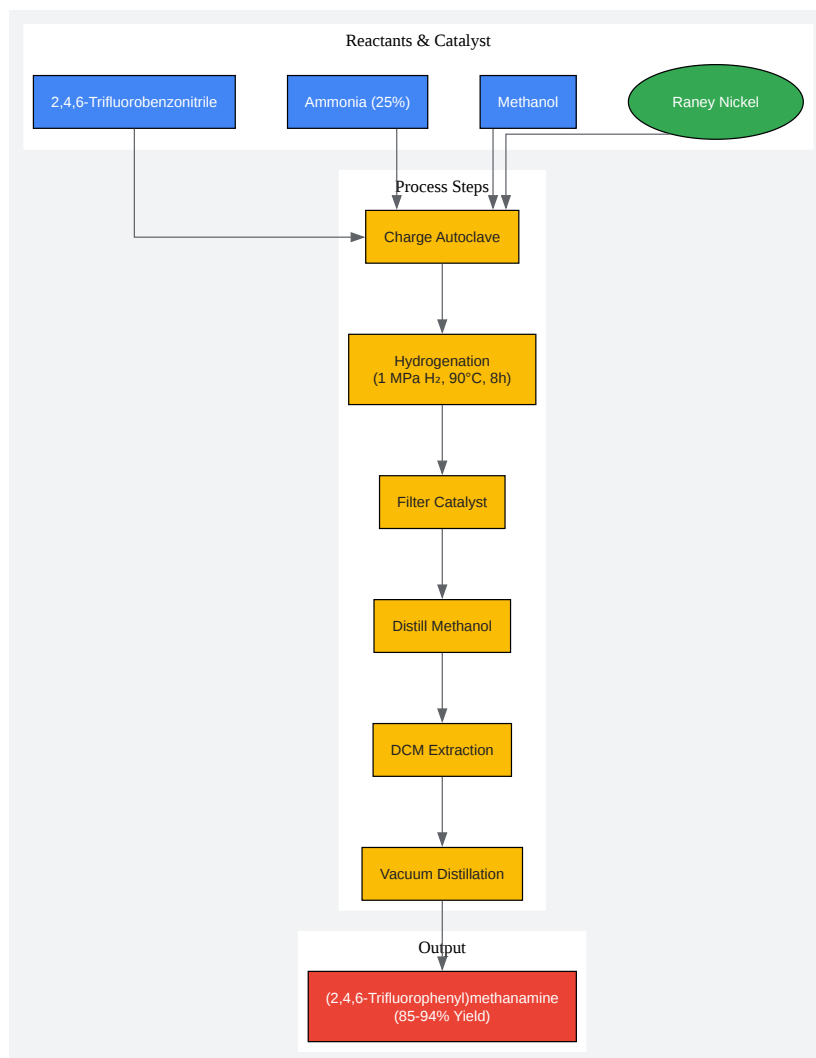 Reactants & Catalyst
2,4,6-Trifluorobenzonitrile
Ammonia (25%)
Methanol
Raney Nickel
Process Steps
Charge Autoclave
Hydrogenation
(1 MPa H₂, 90°C, 8h)
Filter Catalyst
Distill Methanol
DCM Extraction
Vacuum Distillation
Output
(2,4,6-Trifluorophenyl)methanamine
(85-94% Yield)